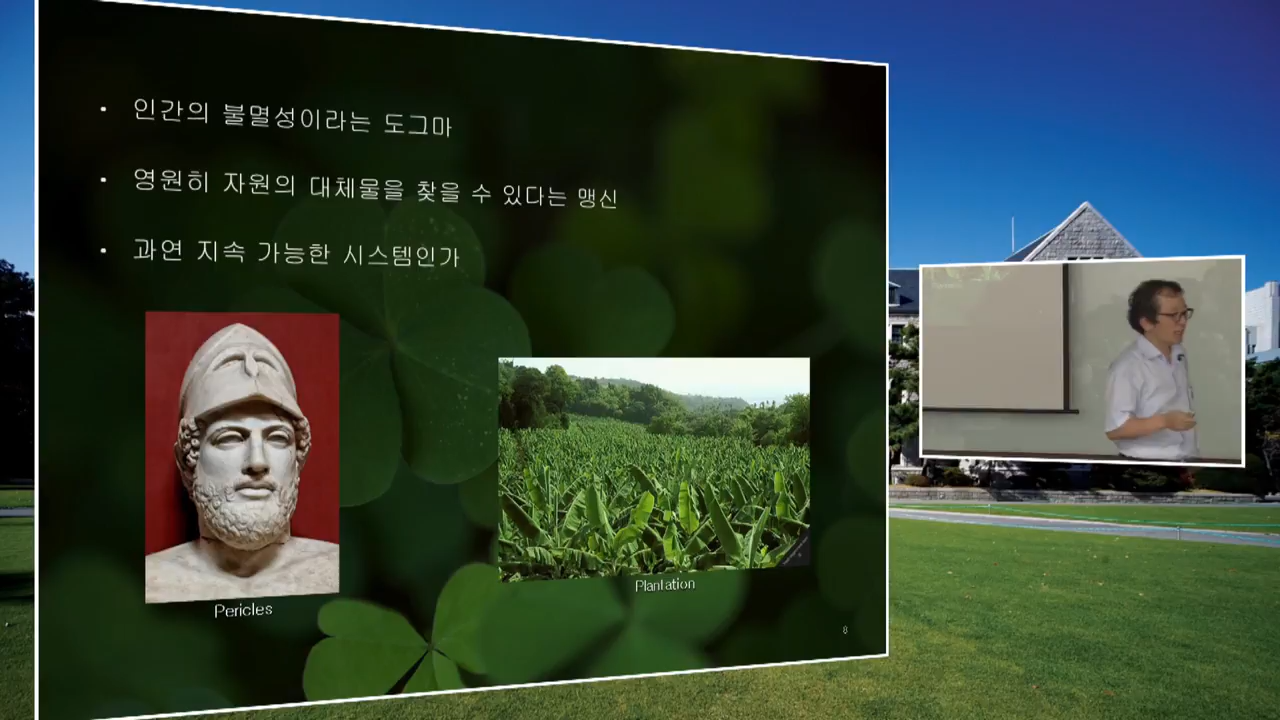 • 인간의 불멸성이라는 도그마
• 영원히 자원의 대체물을 찾을 수 있다는 맹신
• 과연 지속 가능한 시스템인가
Pericles
Plantation
8